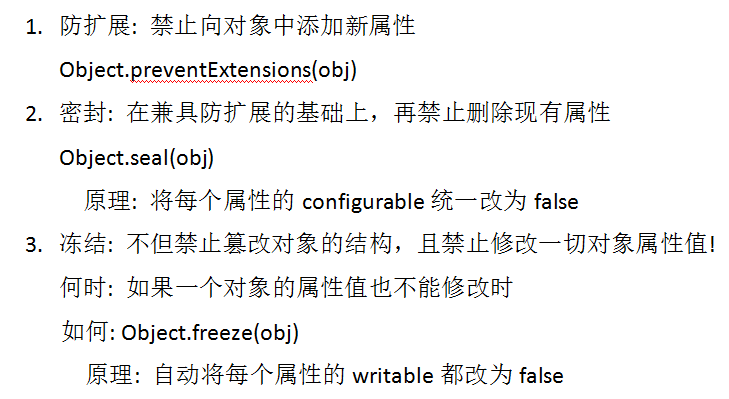 1. 防扩展: 禁止向对象中添加新属性
Object.preventExtensions(obj)
2. 密封: 在兼具防扩展的基础上，再禁止删除现有属性
Object.seal(obj)
原理: 将每个属性的 configurable 统一改为 false
3. 冻结: 不但禁止篡改对象的结构，且禁止修改一切对象属性值!
何时: 如果一个对象的属性值也不能修改时
如何: Object.freeze(obj)
原理: 自动将每个属性的 writable 都改为 false